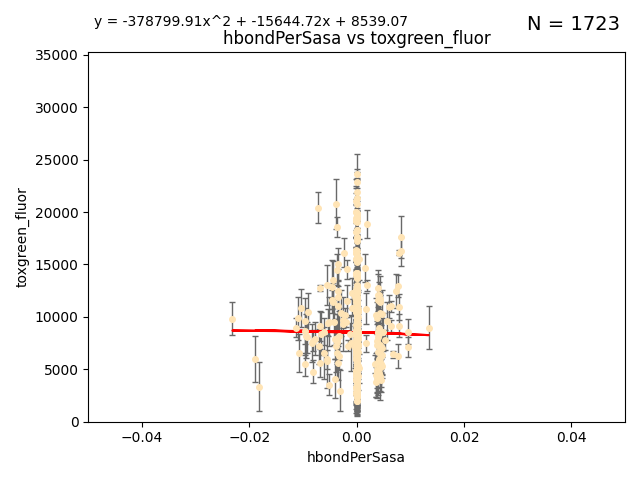 y = -378799.91x^2 + -15644.72x + 8539.07
N = 1723
hbondPerSasa vs toxgreen_fluor
35000
30000
25000
20000
15000
10000
5000
0
toxgreen_fluor
−0.04
−0.02
0.00
0.02
0.04
hbondPerSasa